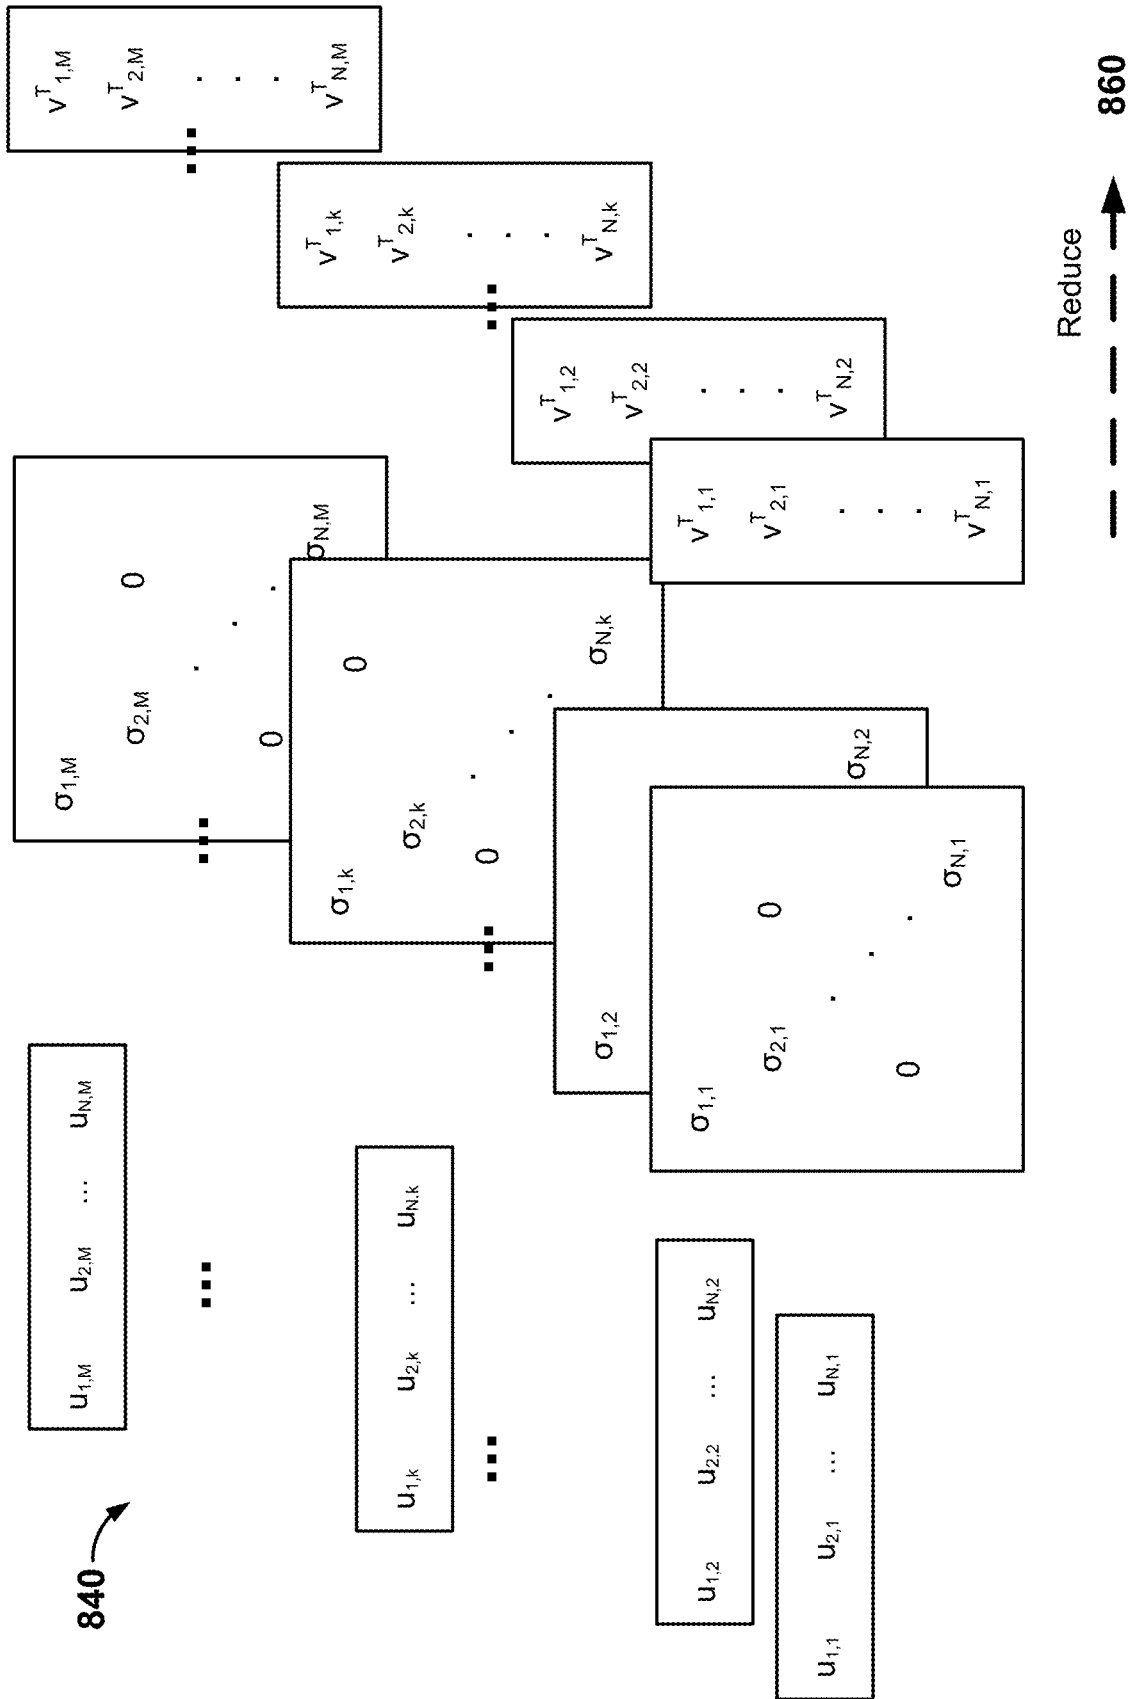 840
u1,M u2,M ... uN,M
u1,k u2,k ... uN.k
u1,2 u2,2 ... uN,2
u1,1 u2,1 ... uN,1
σ1,M
σ2,M 0
0
σN,M
σ1,k
σ2,k 0
0
σN,k
σ1,2
σN,2
σ1,1
σ2,1 0
0
σN,1
vT1,M
vT2,M
vTN,M
vT1,k
vT2,k
vTN,k
vT1,2
vT2,2
vTN,2
vT1,1
vT2,1
vTN,1
Reduce
860